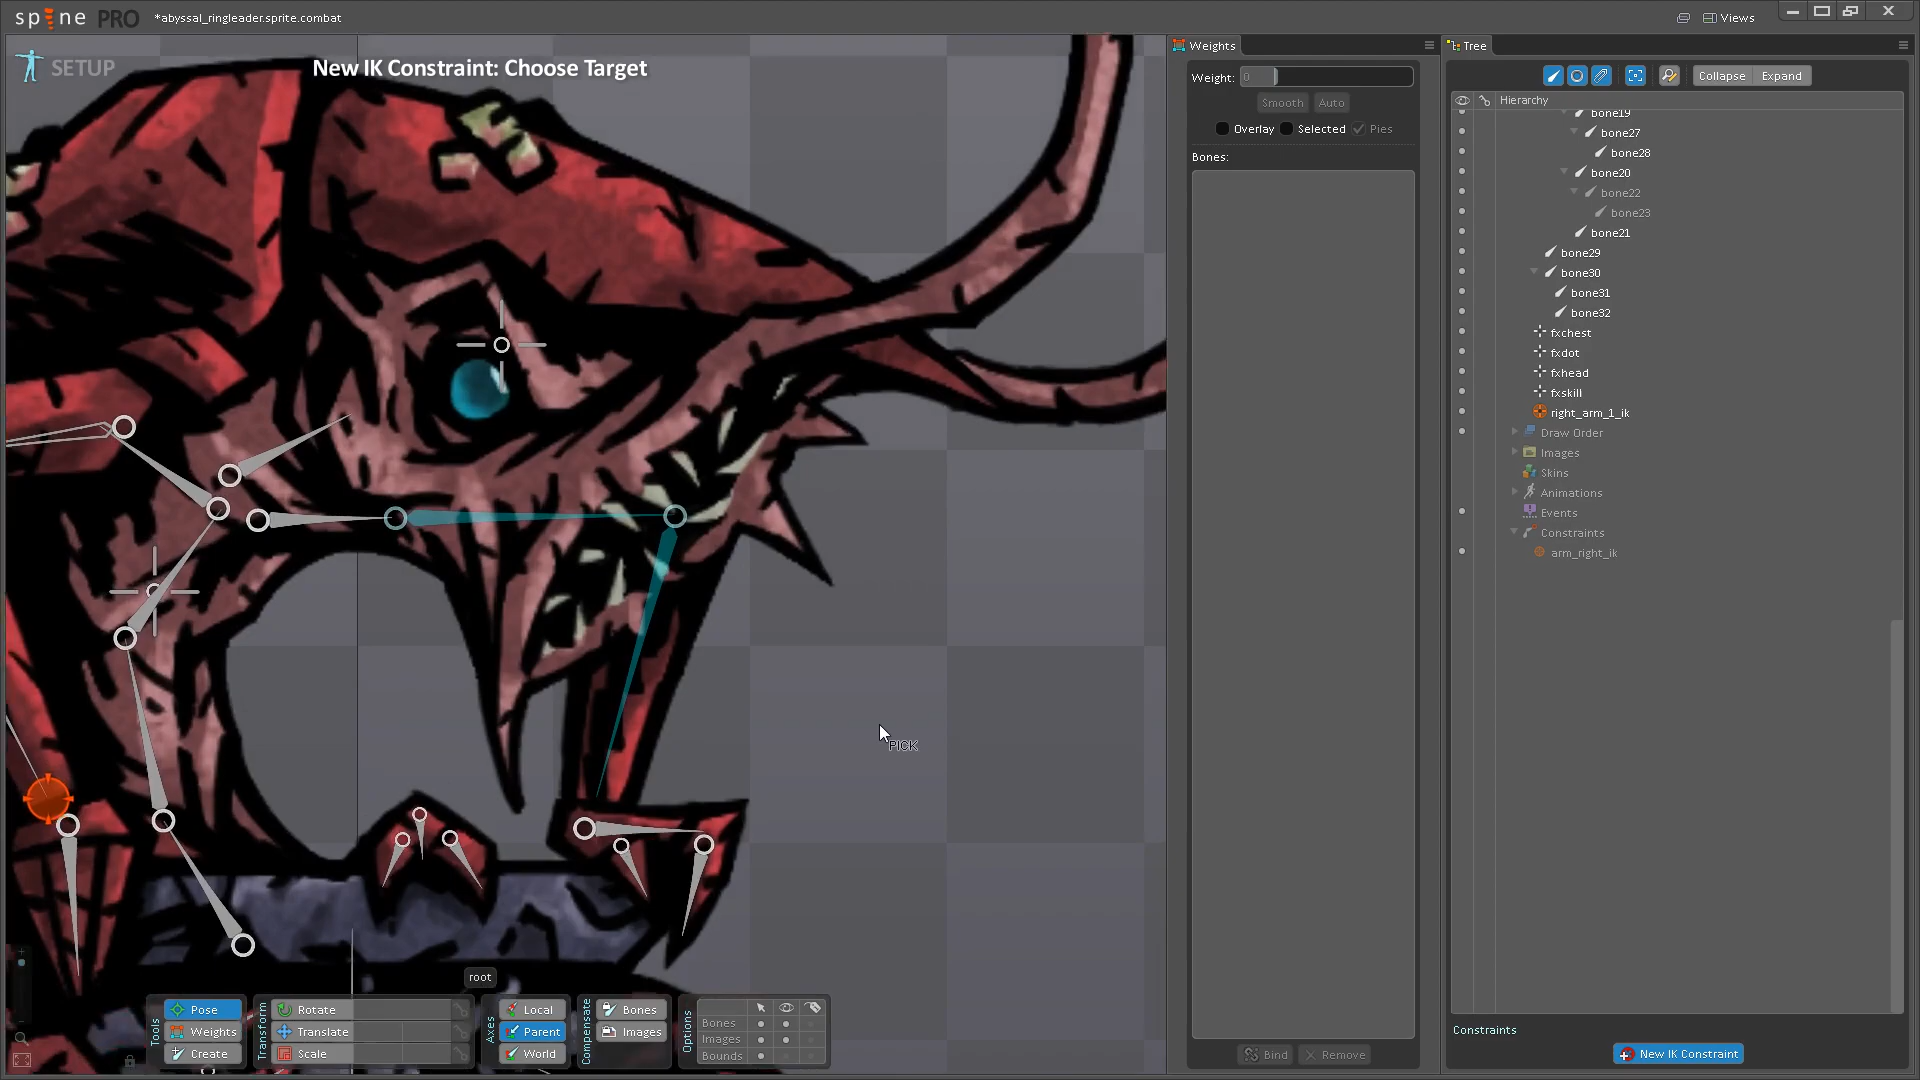 spine PRO
*abyssal_ringleader.sprite.combat
Views
SETUP
New IK Constraint: Choose Target
PICK
root
Tools
Pose
Weights
Create
Transform
Rotate
Translate
Scale
Axes
Local
Parent
World
Compensate
Bones
Images
Options
Bones
Images
Bounds
Weights
Weight: 0
Smooth Auto
Overlay Selected Pies
Bones:
Bind Remove
Tree
Collapse Expand
Hierarchy
bone19
bone27
bone28
bone20
bone22
bone23
bone21
bone29
bone30
bone31
bone32
fxchest
fxdot
fxhead
fxskill
right_arm_1_ik
Draw Order
Images
Skins
Animations
Events
Constraints
arm_right_ik
Constraints
New IK Constraint